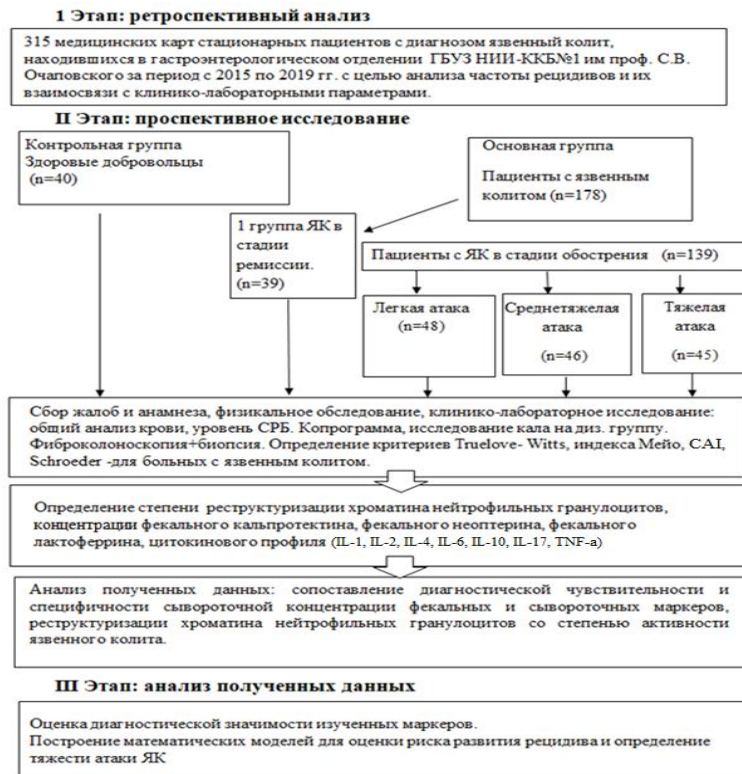 1 Этап: ретроспективный анализ
315 медицинских карт стационарных пациентов с диагнозом язвенный колит,
находившихся в гастроэнтерологическом отделении ГБУЗ НИИ-ККБ№1 им проф. С.В.
Очаповского за период с 2015 по 2019 гг. с целью анализа частоты рецидивов и их
взаимосвязи с клинико-лабораторными параметрами.
II Этап: проспективное исследование
Контрольная группа
Здоровые добровольцы
(n=40)
Основная группа
Пациенты с язвенным
колитом (n=178)
1 группа ЯК в
стадии
ремиссии.
(n=39)
Пациенты с ЯК в стадии обострения (n=139)
Легкая атака
(n=48)
Среднетяжелая
атака
(n=46)
Тяжелая
атака
(n=45)
Сбор жалоб и анамнеза, физикальное обследование, клинико-лабораторное исследование:
общий анализ крови, уровень СРБ. Копрограмма, исследование кала на диз. группу.
Фиброколоноскопия+биопсия. Определение критериев Truelove- Witts, индекса Мейо, CAI,
Schroeder -для больных с язвенным колитом.
Определение степени реструктуризации хроматина нейтрофильных гранулоцитов,
концентрации фекального кальпротектина, фекального неоптерина, фекального
лактоферрина, цитокинового профиля (IL-1, IL-2, IL-4, IL-6, IL-10, IL-17, TNF-a)
Анализ полученных данных: сопоставление диагностической чувствительности и
специфичности сывороточной концентрации фекальных и сывороточных маркеров,
реструктуризации хроматина нейтрофильных гранулоцитов со степенью активности
язвенного колита.
III Этап: анализ полученных данных
Оценка диагностической значимости изученных маркеров.
Построение математических моделей для оценки риска развития рецидива и определение
тяжести атаки ЯК